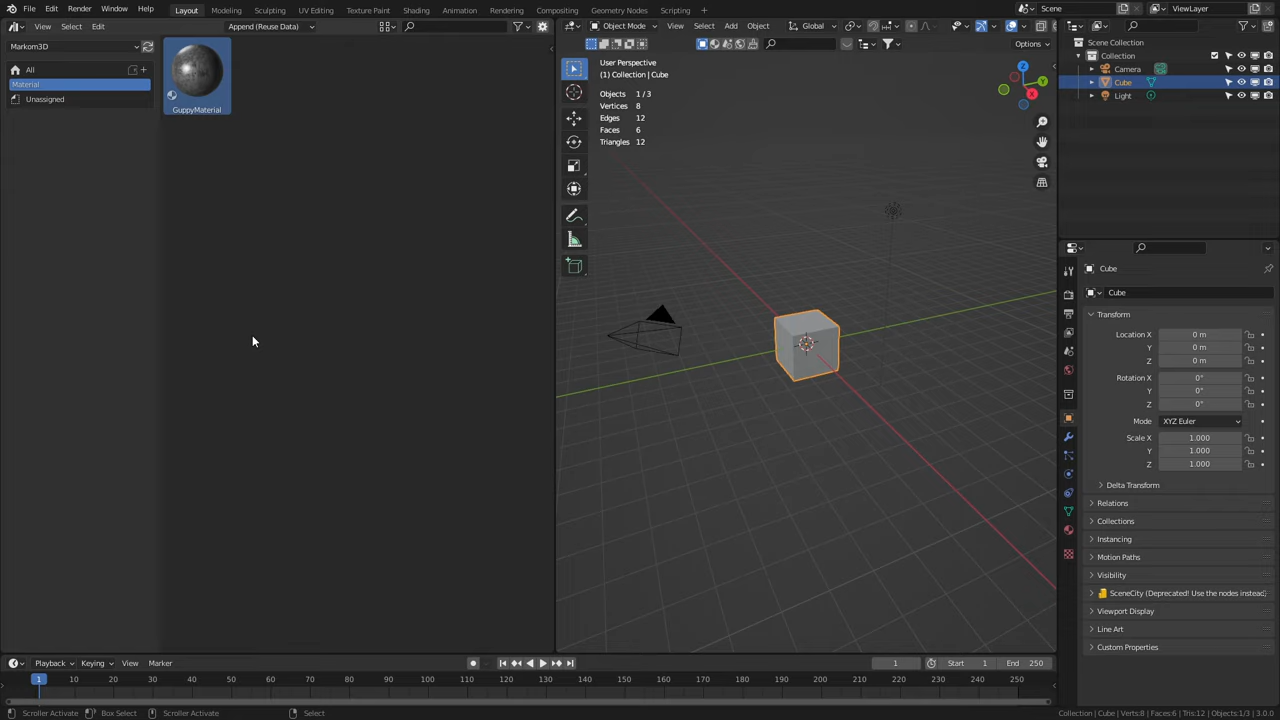 File Edit Render Window Help Layout Modeling Sculpting UV Editing Texture Paint Shading Animation Rendering Compositing Geometry Nodes Scripting + Scene ViewLayer
View Select Edit Append (Reuse Data)
Markom3D
All
Material
Unassigned
GuppyMaterial
Object Mode View Select Add Object Global
Options
User Perspective
(1) Collection | Cube
Objects 1 / 3
Vertices 8
Edges 12
Faces 6
Triangles 12
Z
Y
X
Scene Collection
Collection
Camera
Cube
Light
Cube
Cube
Transform
Location X 0 m
Y 0 m
Z 0 m
Rotation X 0°
Y 0°
Z 0°
Mode XYZ Euler
Scale X 1.000
Y 1.000
Z 1.000
Delta Transform
Relations
Collections
Instancing
Motion Paths
Visibility
SceneCity (Deprecated! Use the nodes instead)
Viewport Display
Line Art
Custom Properties
Playback Keying View Marker 1 Start 1 End 250
1 10 20 30 40 50 60 70 80 90 100 110 120 130 140 150 160 170 180 190 200 210 220 230 240 250
Scroller Activate Box Select Scroller Activate Select Collection | Cube | Verts:8 | Faces:6 | Tris:12 | Objects:1/3 | 3.0.0